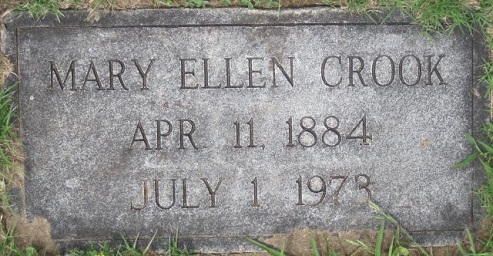 MARY ELLEN CROOK
APR. 11, 1884
JULY 1, 1973